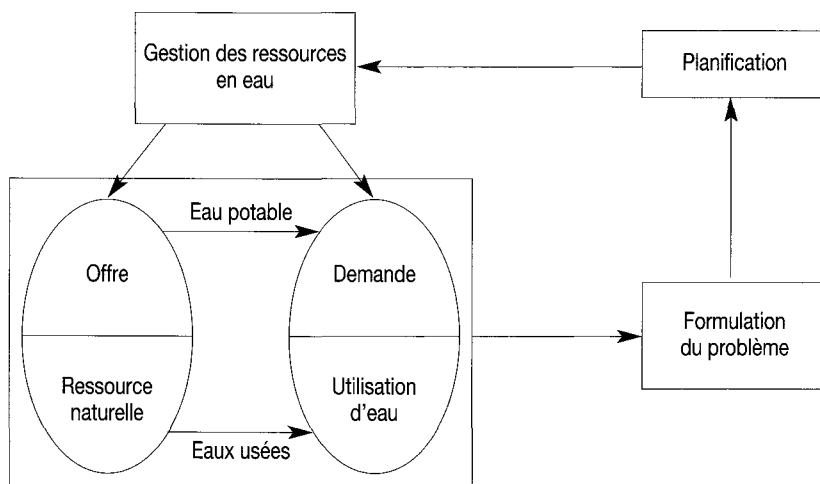 Gestion des ressources
en eau
Planification
Eau potable
Offre
Demande
Formulation
du problème
Ressource
naturelle
Utilisation
d'eau
Eaux usées